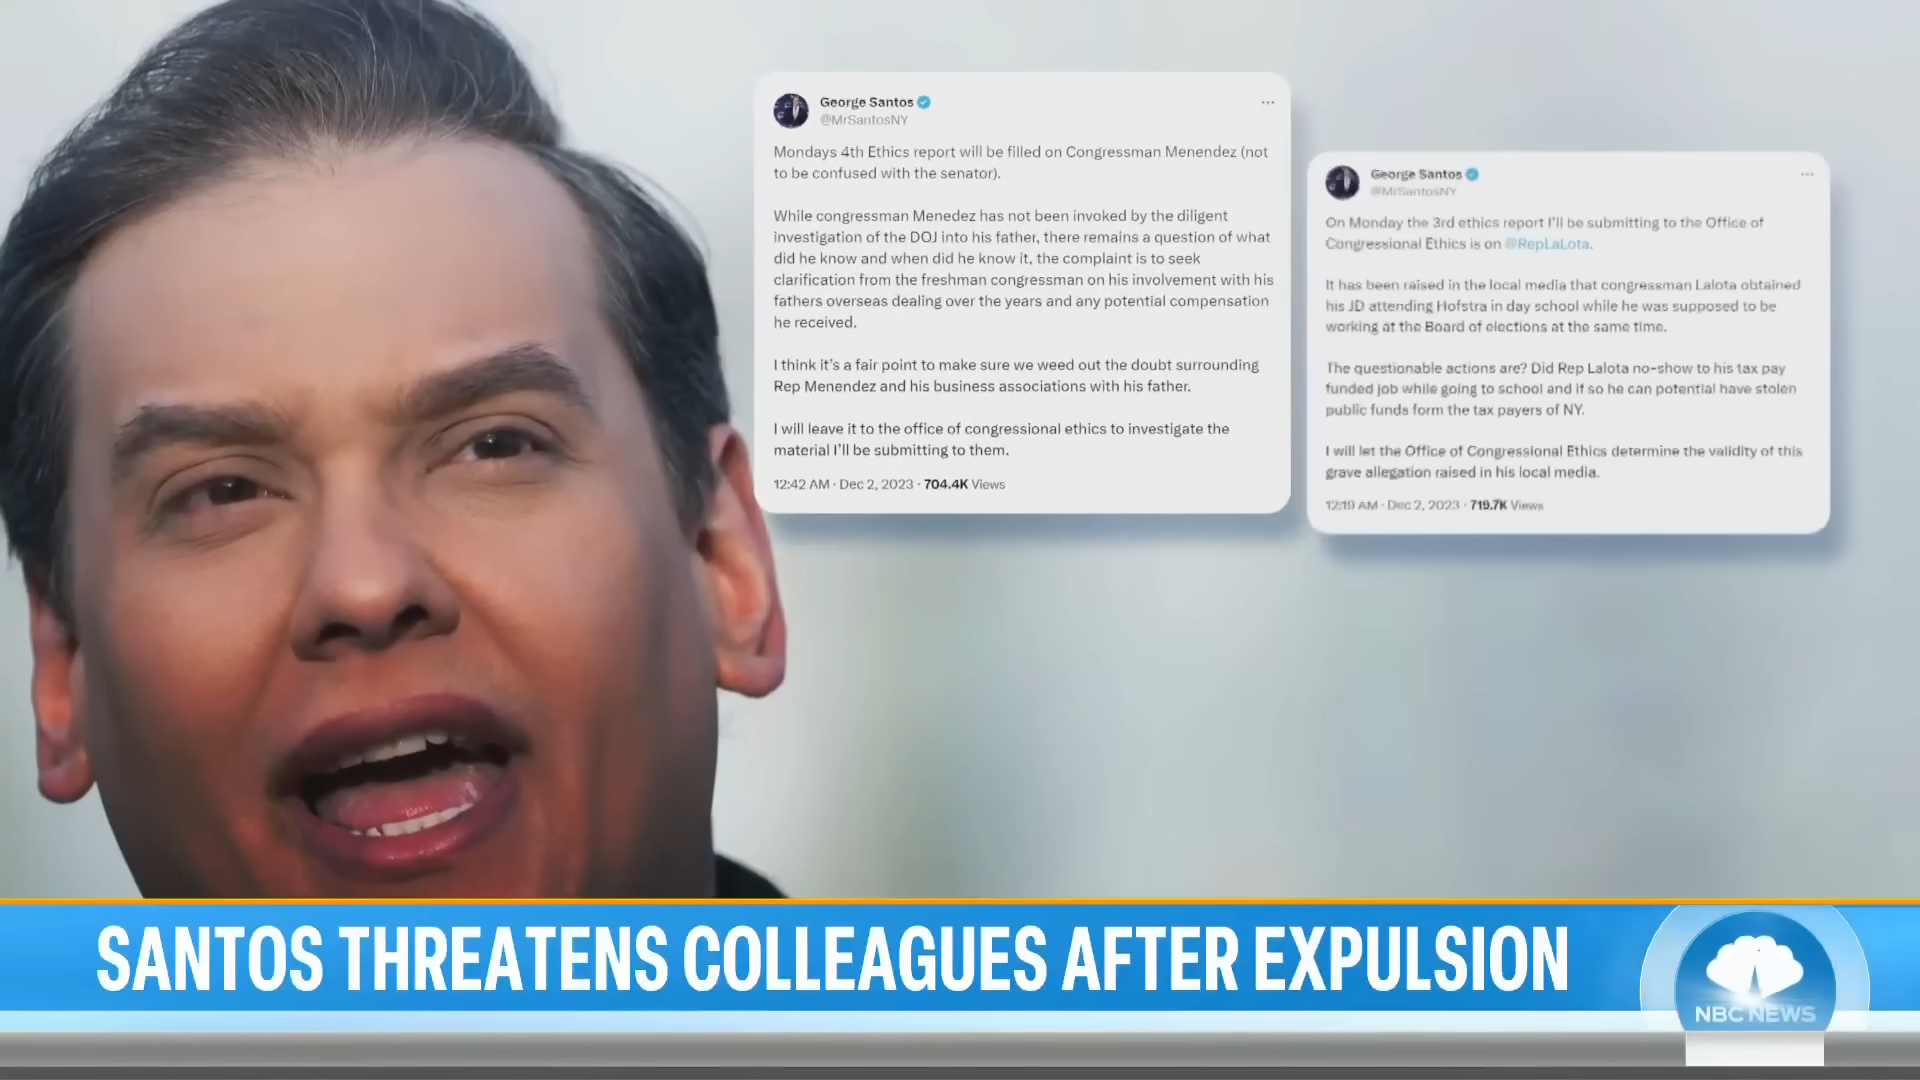 George Santos
@MrSantosNY
Mondays 4th Ethics report will be filled on Congressman Menendez (not
to be confused with the senator).
While congressman Menedez has not been invoked by the diligent
investigation of the DOJ into his father, there remains a question of what
did he know and when did he know it, the complaint is to seek
clarification from the freshman congressman on his involvement with his
fathers overseas dealing over the years and any potential compensation
he received.
I think it's a fair point to make sure we weed out the doubt surrounding
Rep Menendez and his business associations with his father.
I will leave it to the office of congressional ethics to investigate the
material I'll be submitting to them.
12:42 AM · Dec 2, 2023 · 704.4K Views
George Santos
@MrSantosNY
On Monday the 3rd ethics report I'll be submitting to the Office of
Congressional Ethics is on @RepLaLota.
It has been raised in the local media that congressman Lalota obtained
his JD attending Hofstra in day school while he was supposed to be
working at the Board of elections at the same time.
The questionable actions are? Did Rep Lalota no-show to his tax pay
funded job while going to school and if so he can potential have stolen
public funds form the tax payers of NY.
I will let the Office of Congressional Ethics determine the validity of this
grave allegation raised in his local media.
12:19 AM · Dec 2, 2023 · 719.7K Views
SANTOS THREATENS COLLEAGUES AFTER EXPULSION
NBC NEWS